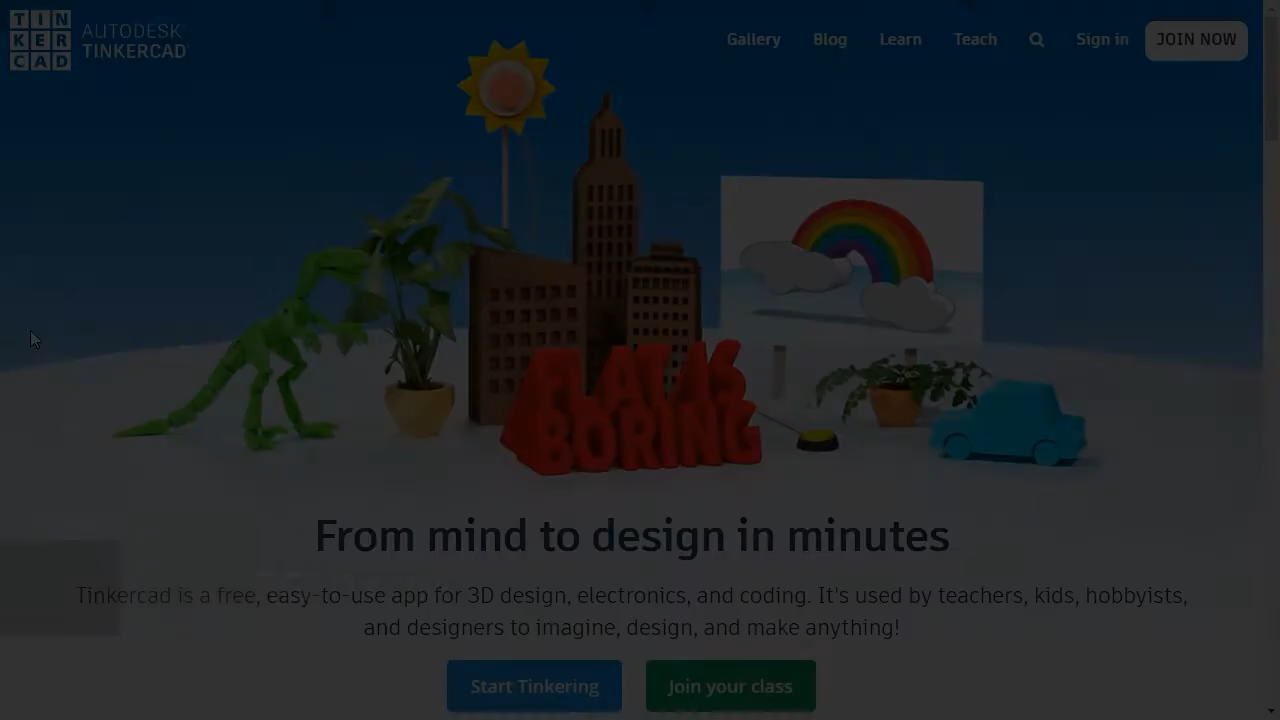 TIN
KER
CAD
AUTODESK
TINKERCAD
Gallery
Blog
Learn
Teach
Sign in
JOIN NOW
FLAT AS
BORING
From mind to design in minutes
Tinkercad is a free, easy-to-use app for 3D design, electronics, and coding. It's used by teachers, kids, hobbyists,
and designers to imagine, design, and make anything!
Start Tinkering
Join your class